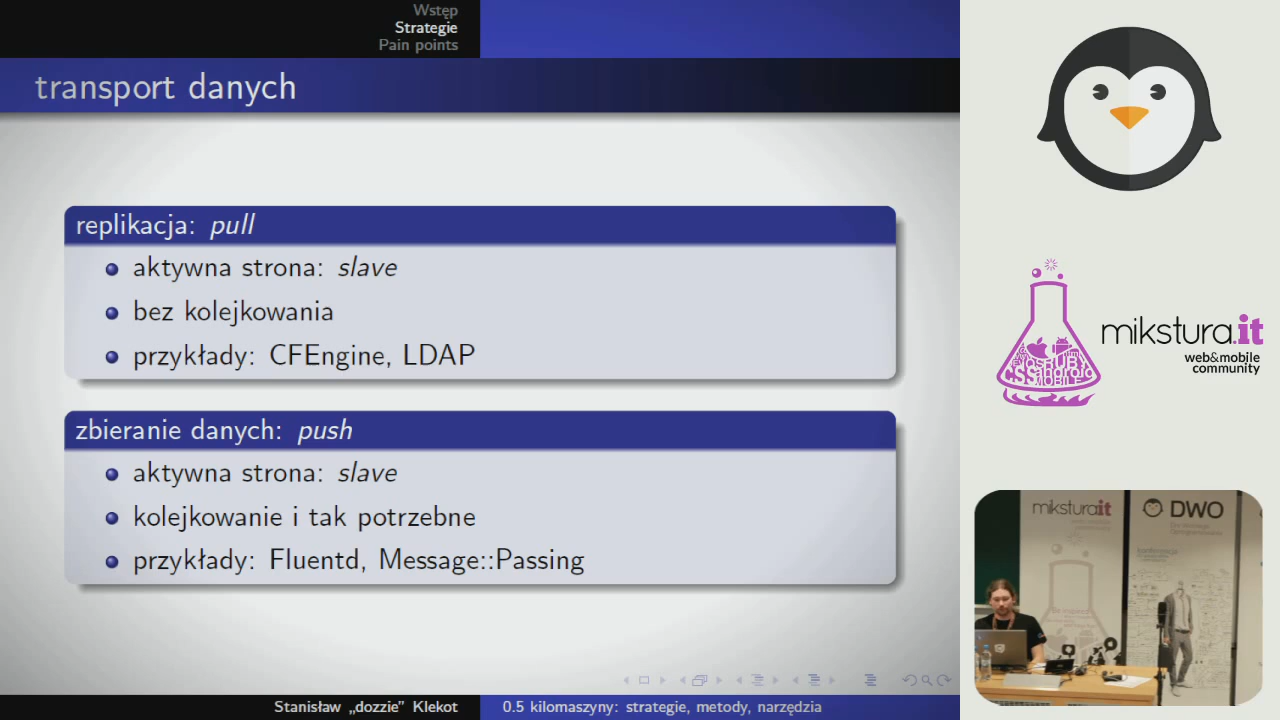 Wstęp
Strategie
Pain points
transport danych
replikacja: pull
aktywna strona: slave
bez kolejkowania
przykłady: CFEngine, LDAP
zbieranie danych: push
aktywna strona: slave
kolejkowanie i tak potrzebne
przykłady: Fluentd, Message::Passing
Stanisław „dozzie” Klekot
0.5 kilomaszyny: strategie, metody, narzędzia
mikstura.it
web&mobile
community
mikstura.it
DWO